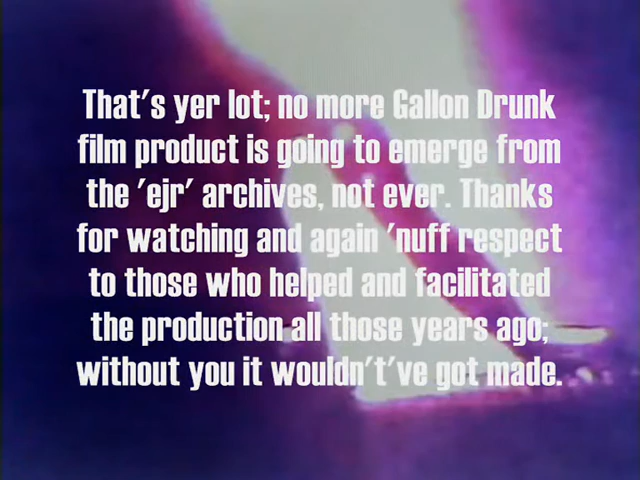 That's yer lot; no more Gallon Drunk
film product is going to emerge from
the 'ejr' archives, not ever. Thanks
for watching and again 'nuff respect
to those who helped and facilitated
the production all those years ago;
without you it wouldn't've got made.